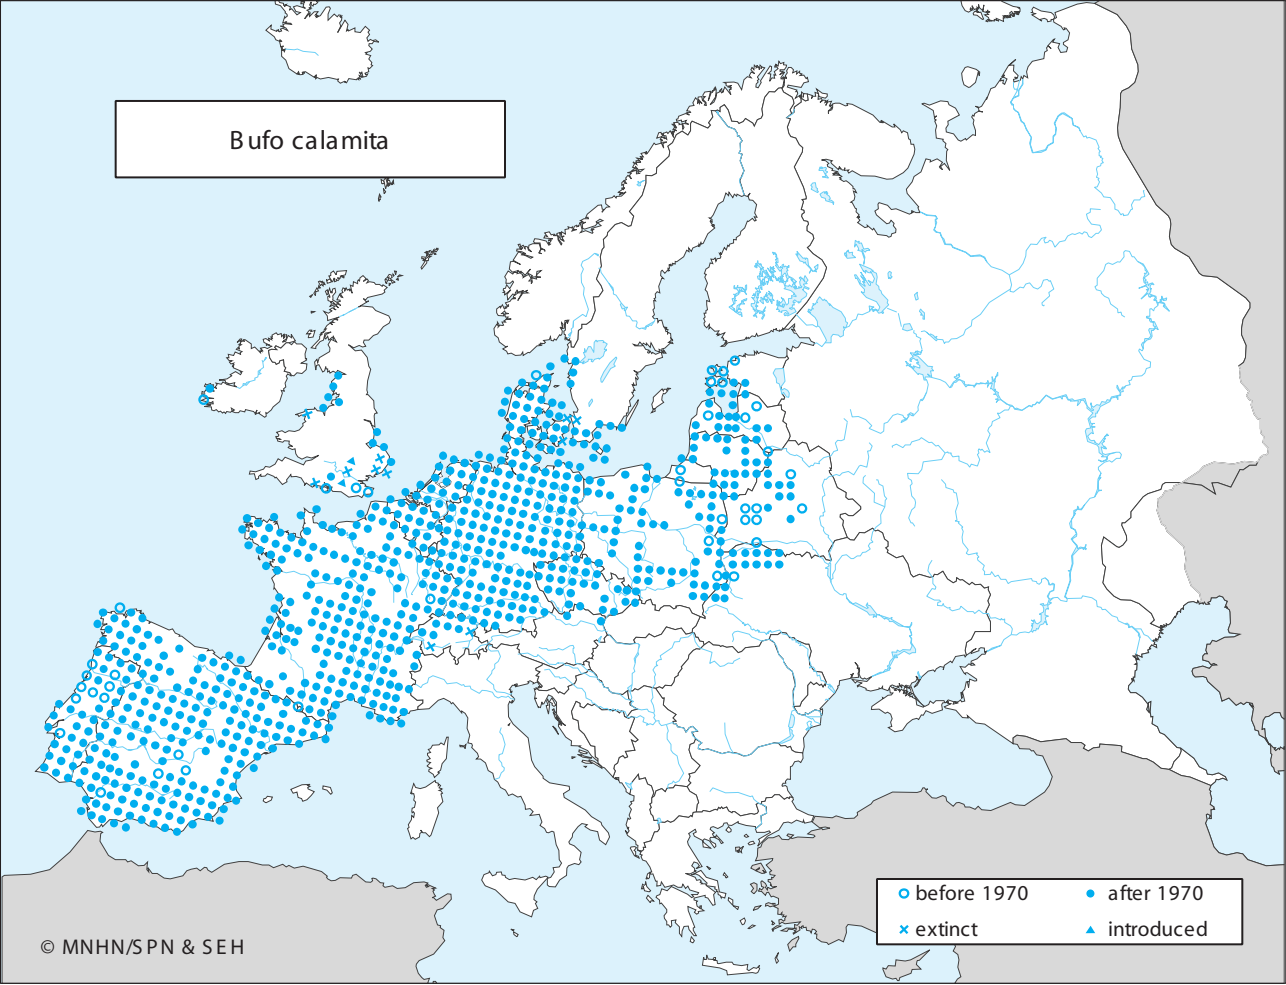 Bufo calamita
before 1970
after 1970
extinct
introduced
© MNHN/SPN & SEH